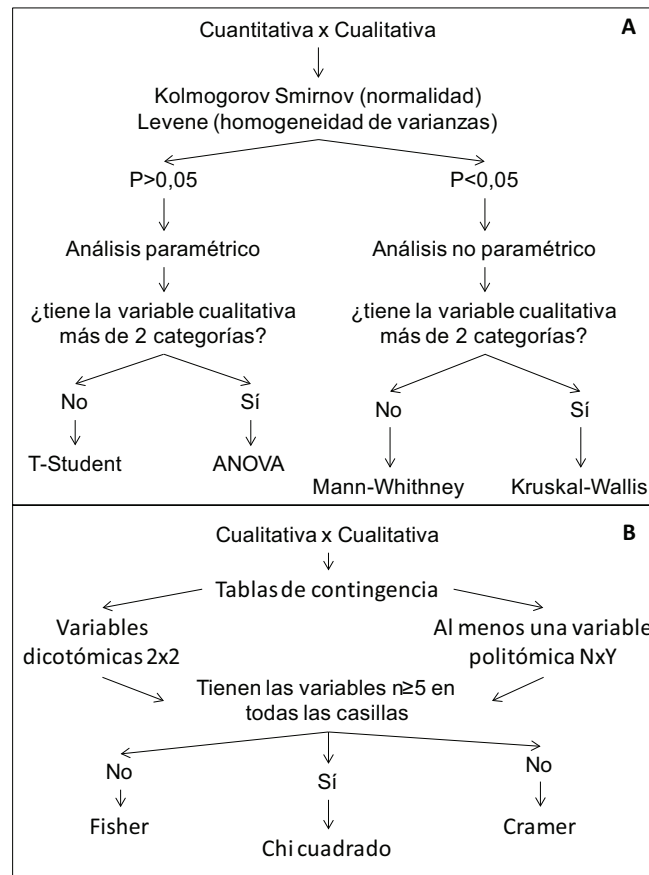 Cuantitativa x Cualitativa
A
Kolmogorov Smirnov (normalidad)
Levene (homogeneidad de varianzas)
P>0,05
P<0,05
Análisis paramétrico
Análisis no paramétrico
¿tiene la variable cualitativa
más de 2 categorías?
¿tiene la variable cualitativa
más de 2 categorías?
No
Sí
No
Sí
T-Student
ANOVA
Mann-Whithney
Kruskal-Wallis
Cualitativa x Cualitativa
B
Tablas de contingencia
Variables
dicotómicas 2x2
Al menos una variable
politómica NxY
Tienen las variables n≥5 en
todas las casillas
No
Sí
No
Fisher
Chi cuadrado
Cramer